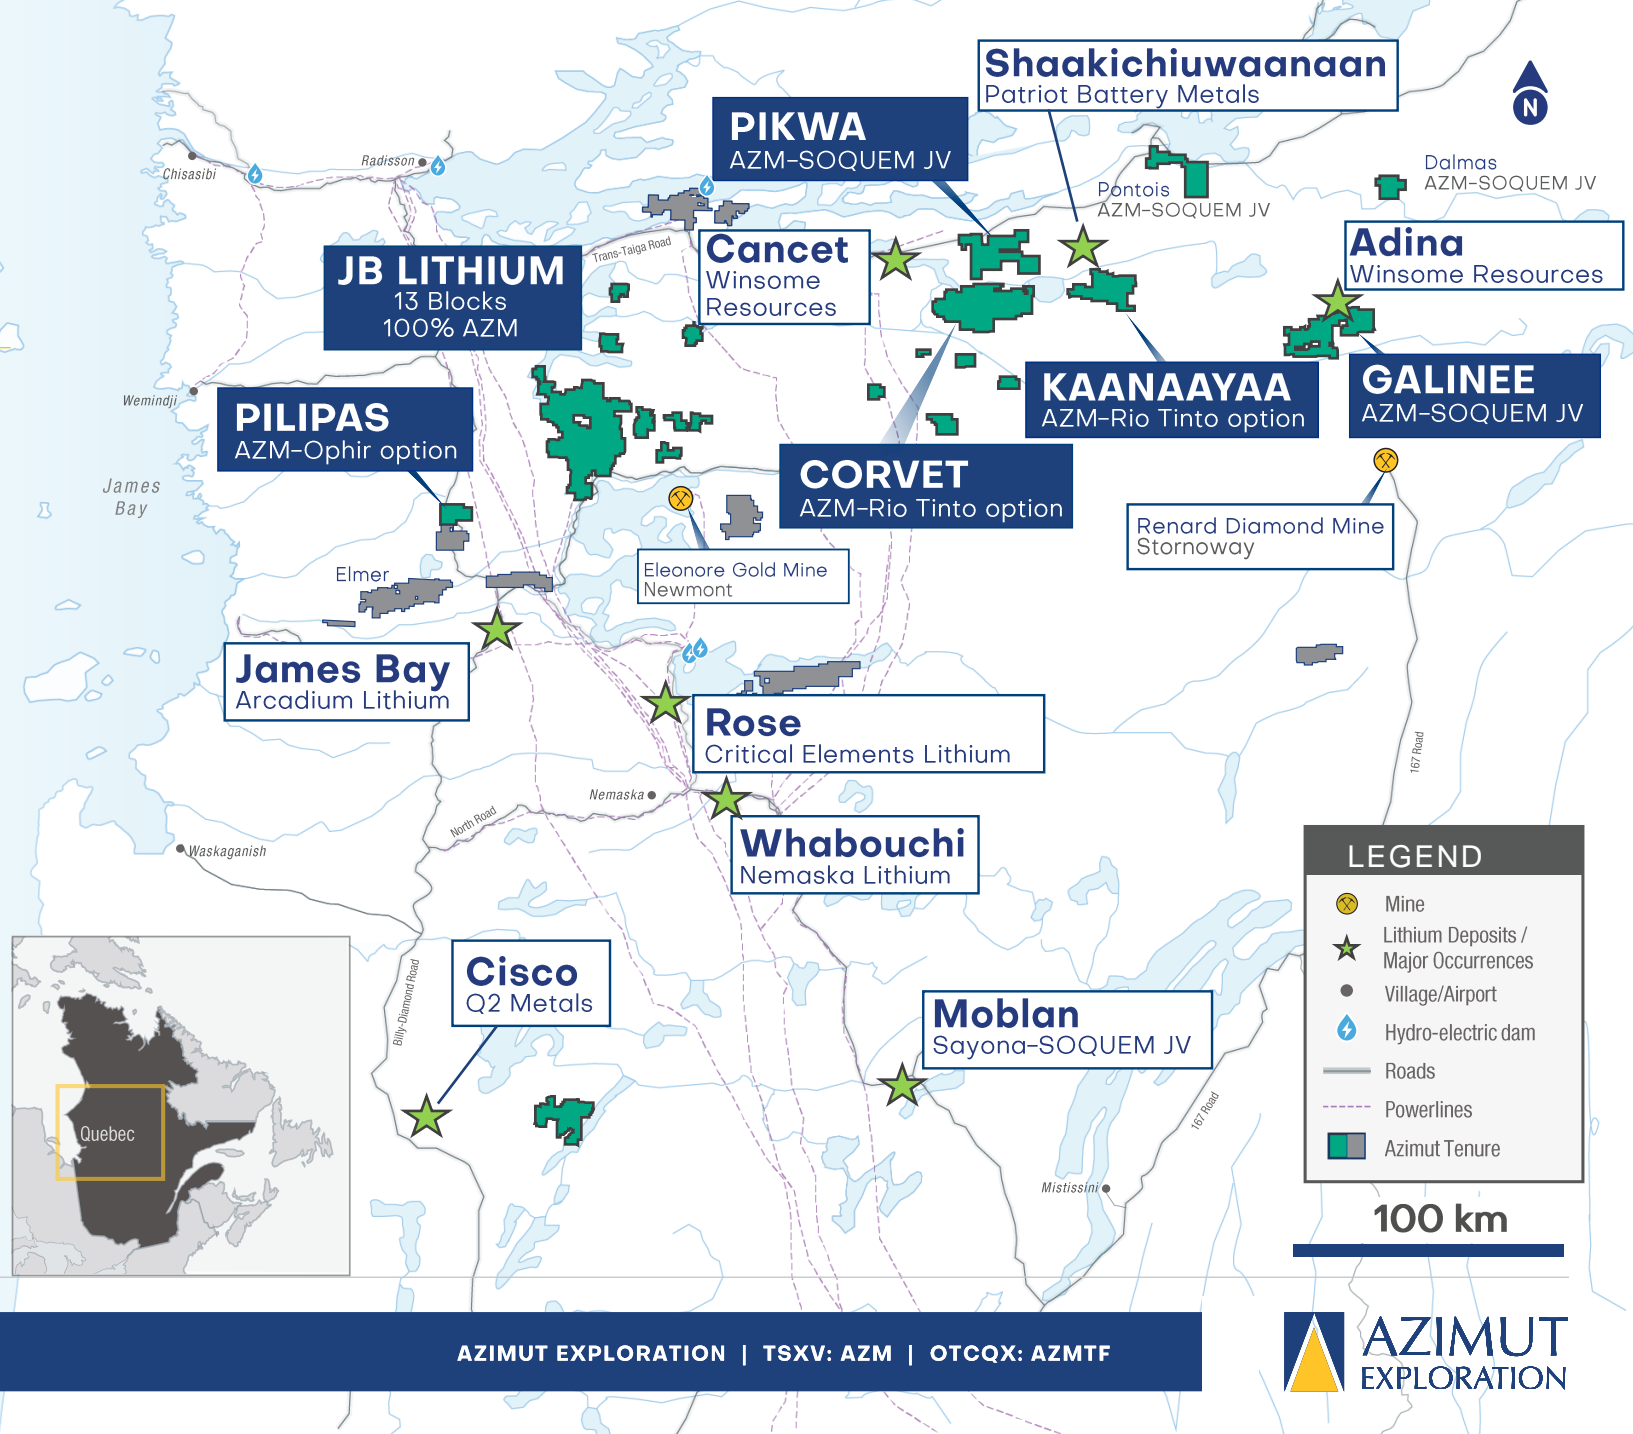 Shaakichiuwaanaan
Patriot Battery Metals
N
PIKWA
AZM–SOQUEM JV
Radisson
Chisasibi
Dalmas
AZM–SOQUEM JV
Pontois
AZM–SOQUEM JV
Trans-Taiga Road
Cancet
Winsome
Resources
Adina
Winsome Resources
JB LITHIUM
13 Blocks
100% AZM
Wemindji
PILIPAS
AZM–Ophir option
KAANAAYAA
AZM–Rio Tinto option
GALINEE
AZM–SOQUEM JV
CORVET
AZM–Rio Tinto option
James
Bay
Renard Diamond Mine
Stornoway
Elmer
Eleonore Gold Mine
Newmont
James Bay
Arcadium Lithium
Rose
Critical Elements Lithium
167 Road
Nemaska
North Road
Waskaganish
Whabouchi
Nemaska Lithium
LEGEND
Mine
Lithium Deposits /
Major Occurrences
Village/Airport
Hydro-electric dam
Roads
Powerlines
Azimut Tenure
Billy-Diamond Road
Cisco
Q2 Metals
Moblan
Sayona–SOQUEM JV
Quebec
167 Road
Mistissini
100 km
AZIMUT EXPLORATION | TSXV: AZM | OTCQX: AZMTF
AZIMUT
EXPLORATION